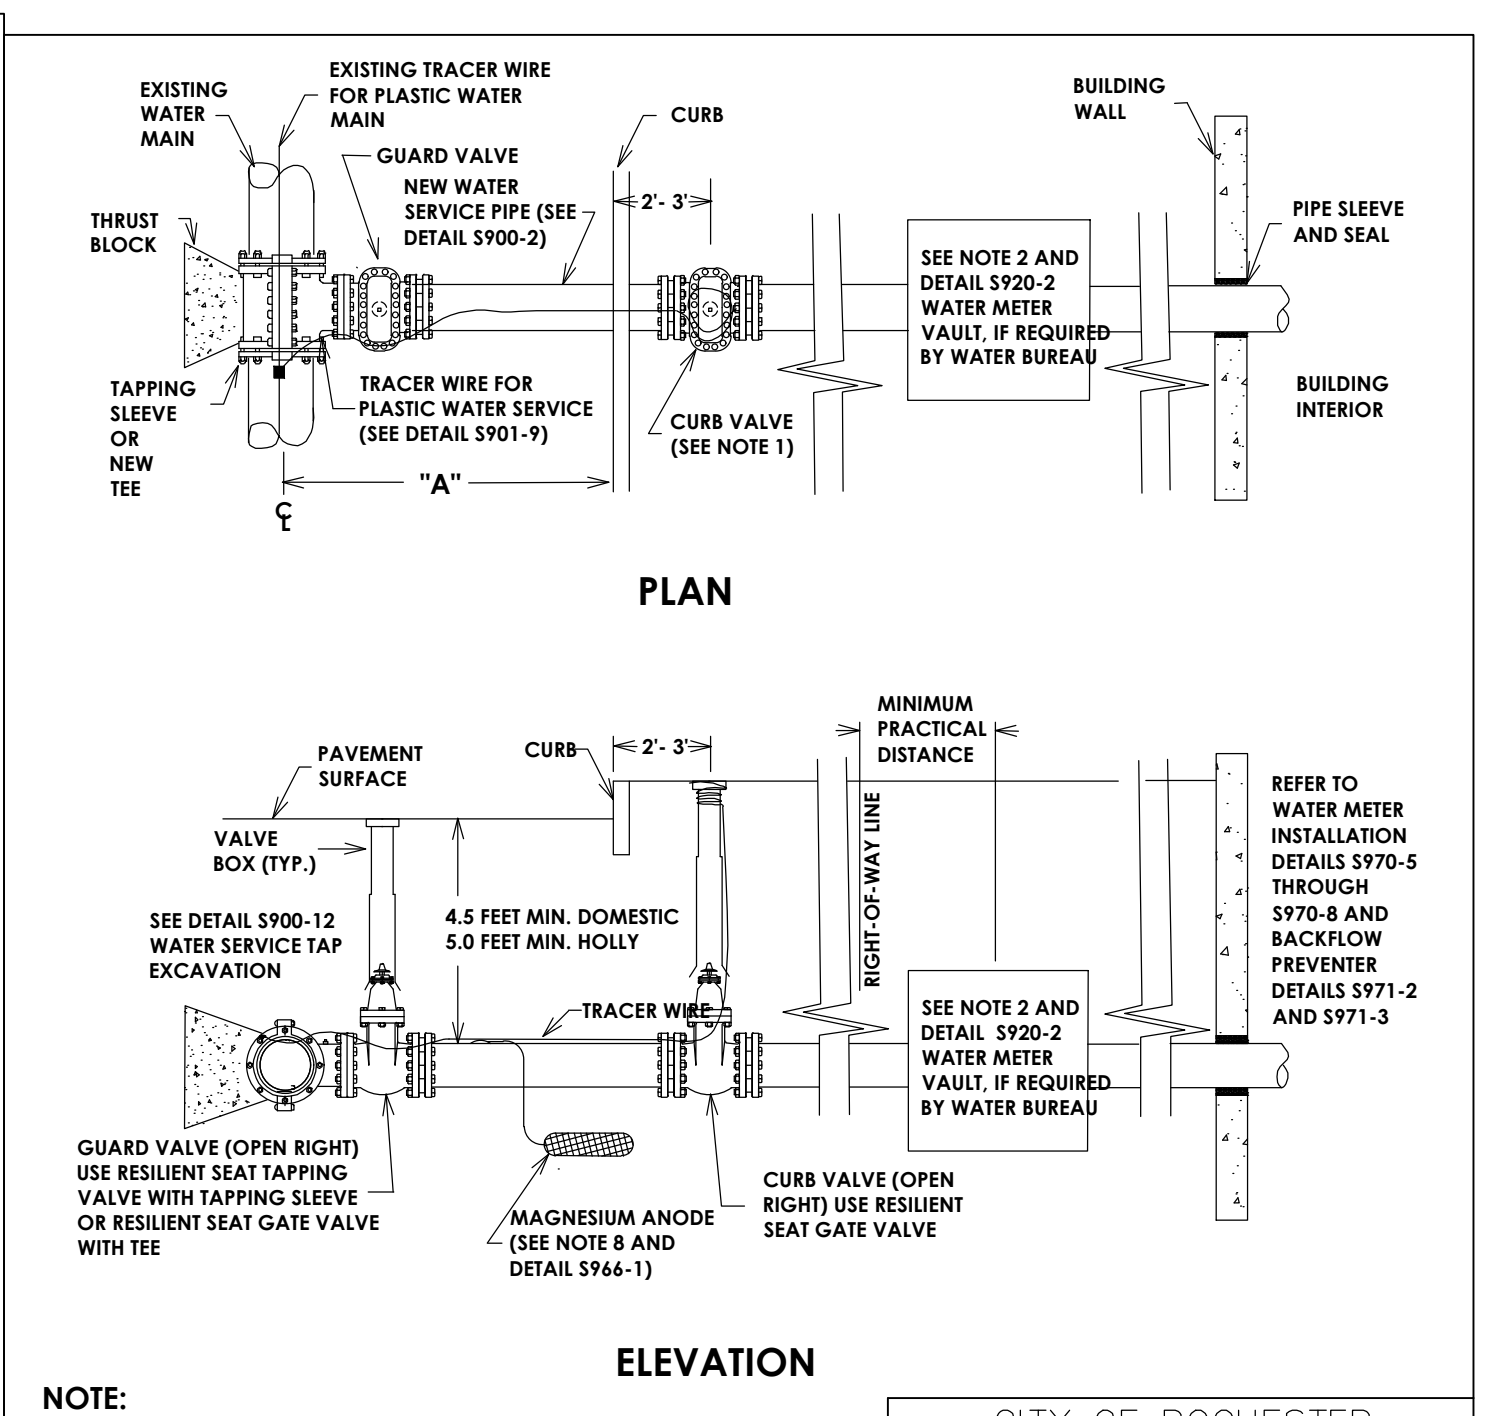 EXISTING
WATER
MAIN
EXISTING TRACER WIRE
FOR PLASTIC WATER
MAIN
GUARD VALVE
NEW WATER
SERVICE PIPE (SEE
DETAIL S900-2)
CURB
2'- 3'
BUILDING
WALL
THRUST
BLOCK
PIPE SLEEVE
AND SEAL
SEE NOTE 2 AND
DETAIL S920-2
WATER METER
VAULT, IF REQUIRED
BY WATER BUREAU
TAPPING
SLEEVE
OR
NEW
TEE
TRACER WIRE FOR
PLASTIC WATER SERVICE
(SEE DETAIL S901-9)
CURB VALVE
(SEE NOTE 1)
BUILDING
INTERIOR
"A"
CL
PLAN
MINIMUM
PRACTICAL
DISTANCE
PAVEMENT
SURFACE
CURB
2'- 3'
VALVE
BOX (TYP.)
RIGHT-OF-WAY LINE
REFER TO
WATER METER
INSTALLATION
DETAILS S970-5
THROUGH
S970-8 AND
BACKFLOW
PREVENTER
DETAILS S971-2
AND S971-3
SEE DETAIL S900-12
WATER SERVICE TAP
EXCAVATION
4.5 FEET MIN. DOMESTIC
5.0 FEET MIN. HOLLY
TRACER WIRE
SEE NOTE 2 AND
DETAIL S920-2
WATER METER
VAULT, IF REQUIRED
BY WATER BUREAU
GUARD VALVE (OPEN RIGHT)
USE RESILIENT SEAT TAPPING
VALVE WITH TAPPING SLEEVE
OR RESILIENT SEAT GATE VALVE
WITH TEE
MAGNESIUM ANODE
(SEE NOTE 8 AND
DETAIL S966-1)
CURB VALVE (OPEN
RIGHT) USE RESILIENT
SEAT GATE VALVE
ELEVATION
NOTE:
CITY OF ROCHESTER